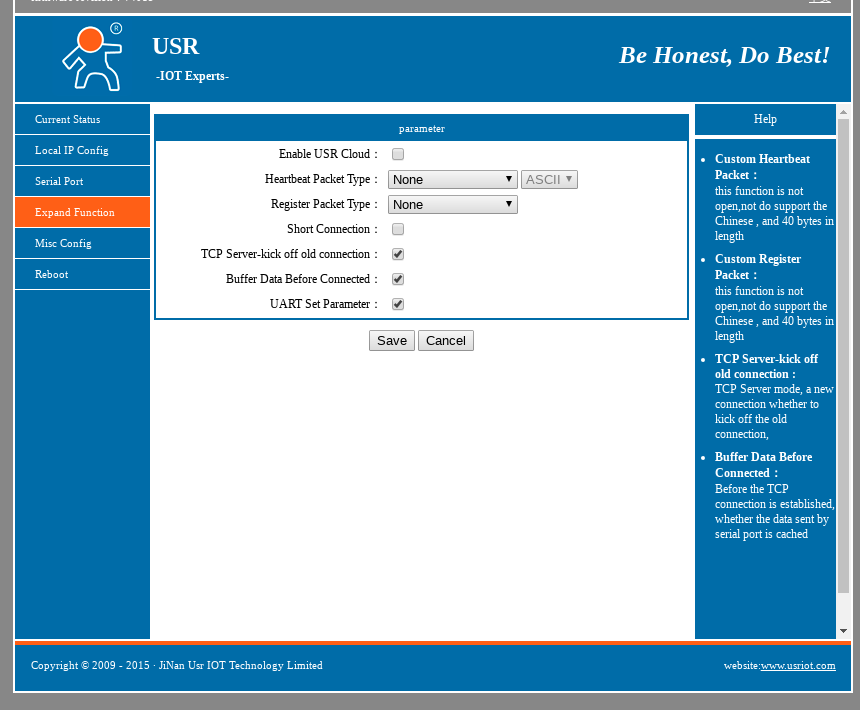 ®
USR
-IOT Experts-
Be Honest, Do Best!
Current Status
Local IP Config
Serial Port
Expand Function
Misc Config
Reboot
parameter
Enable USR Cloud：
Heartbeat Packet Type： None ASCII
Register Packet Type： None
Short Connection：
TCP Server-kick off old connection：
Buffer Data Before Connected：
UART Set Parameter：
Save Cancel
Help
Custom Heartbeat
Packet：
this function is not
open,not do support the
Chinese , and 40 bytes in
length
Custom Register
Packet：
this function is not
open,not do support the
Chinese , and 40 bytes in
length
TCP Server-kick off
old connection :
TCP Server mode, a new
connection whether to
kick off the old
connection,
Buffer Data Before
Connected：
Before the TCP
connection is established,
whether the data sent by
serial port is cached
Copyright © 2009 - 2015 · JiNan Usr IOT Technology Limited
website:www.usriot.com